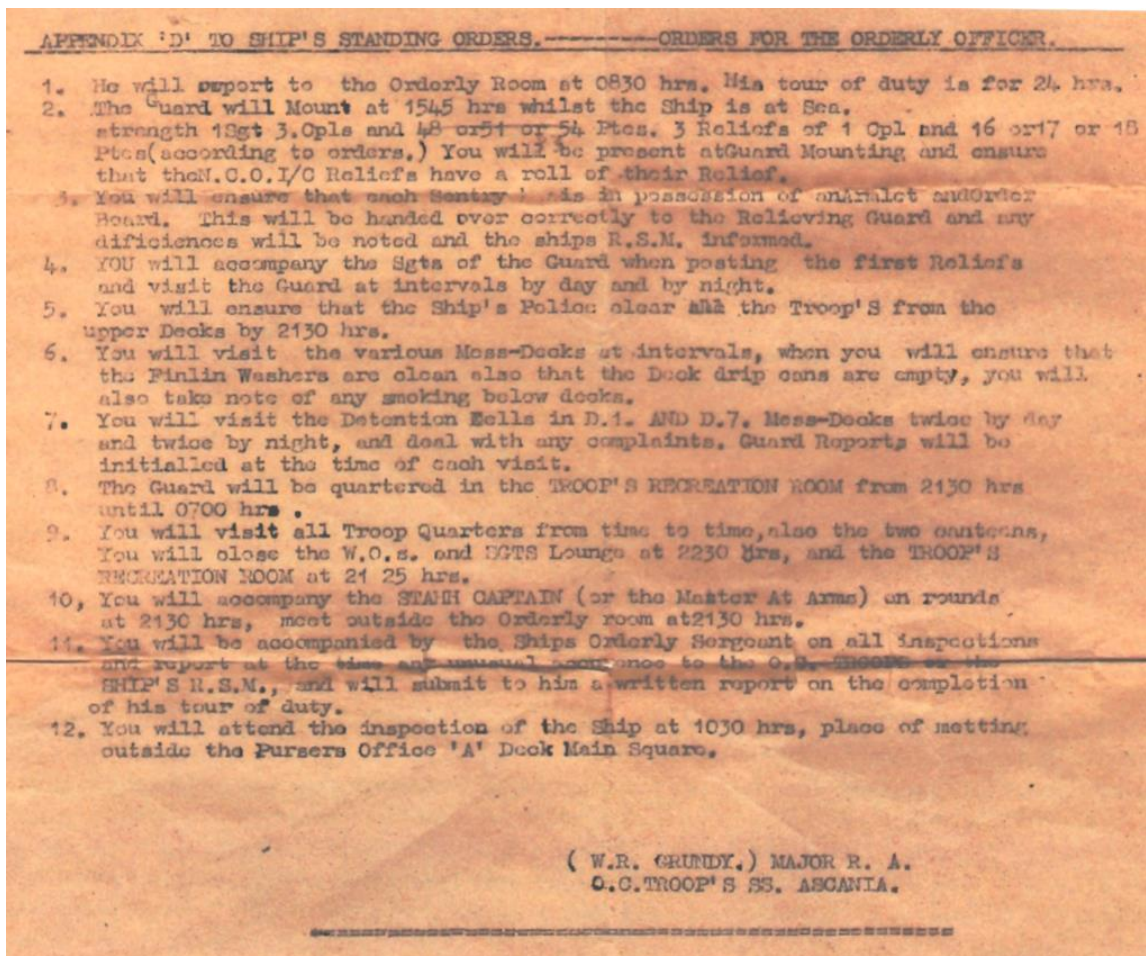 APPENDIX 'D' TO SHIP'S STANDING ORDERS.---------ORDERS FOR THE ORDERLY OFFICER.
1. He will report to the Orderly Room at 0830 hrs. His tour of duty is for 24 hrs.
2. The Guard will Mount at 1545 hrs whilst the Ship is at Sea.
strength 1Sgt 3.Cpls and 48 or51 or 54 Ptes. 3 Reliefs of 1 Cpl and 16 or17 or 18
Ptes(according to orders.) You will be present atGuard Mounting and ensure
that theN.C.O.I/C Reliefs have a roll of their Relief.
3. You will ensure that each Sentry is in possession of anArmlet andOrder
Board. This will be handed over correctly to the Relieving Guard and any
dificiences will be noted and the ships R.S.M. informed.
4. YOU will accompany the Sgts of the Guard when posting the first Reliefs
and visit the Guard at intervals by day and by night.
5. You will ensure that the Ship's Police clear the Troop'S from the
upper Decks by 2130 hrs.
6. You will visit the various Mess-Decks at intervals, when you will ensure that
the Finlin Washers are clean also that the Deck drip cans are empty, you will
also take note of any smoking below decks.
7. You will visit the Detention Eells in D.1. AND D.7. Mess-Decks twice by day
and twice by night, and deal with any complaints. Guard Reports will be
initialled at the time of each visit.
8. The Guard will be quartered in the TROOP'S RECREATION ROOM from 2130 hrs
until 0700 hrs .
9. You will visit all Troop Quarters from time to time,also the two canteens,
You will close the W.O.s. and SGTS Lounge at 2230 hrs, and the TROOP'S
RECREATION ROOM at 21 25 hrs.
10, You will accompany the STAHH CAPTAIN (or the Master At Arms) on rounds
at 2130 hrs, meet outside the Orderly room at2130 hrs.
11. You will be accompanied by the Ships Orderly Sergeant on all inspections
and report at the time any unusual to the O.C. TROOPS or the
SHIP'S R.S.M., and will submit to him a written report on the completion
of his tour of duty.
12. You will attend the inspection of the Ship at 1030 hrs, place of metting
outside the Pursers Office 'A' Deck Main Square.
( W.R. GRUNDY.) MAJOR R. A.
O.C.TROOP'S SS. ASCANIA.